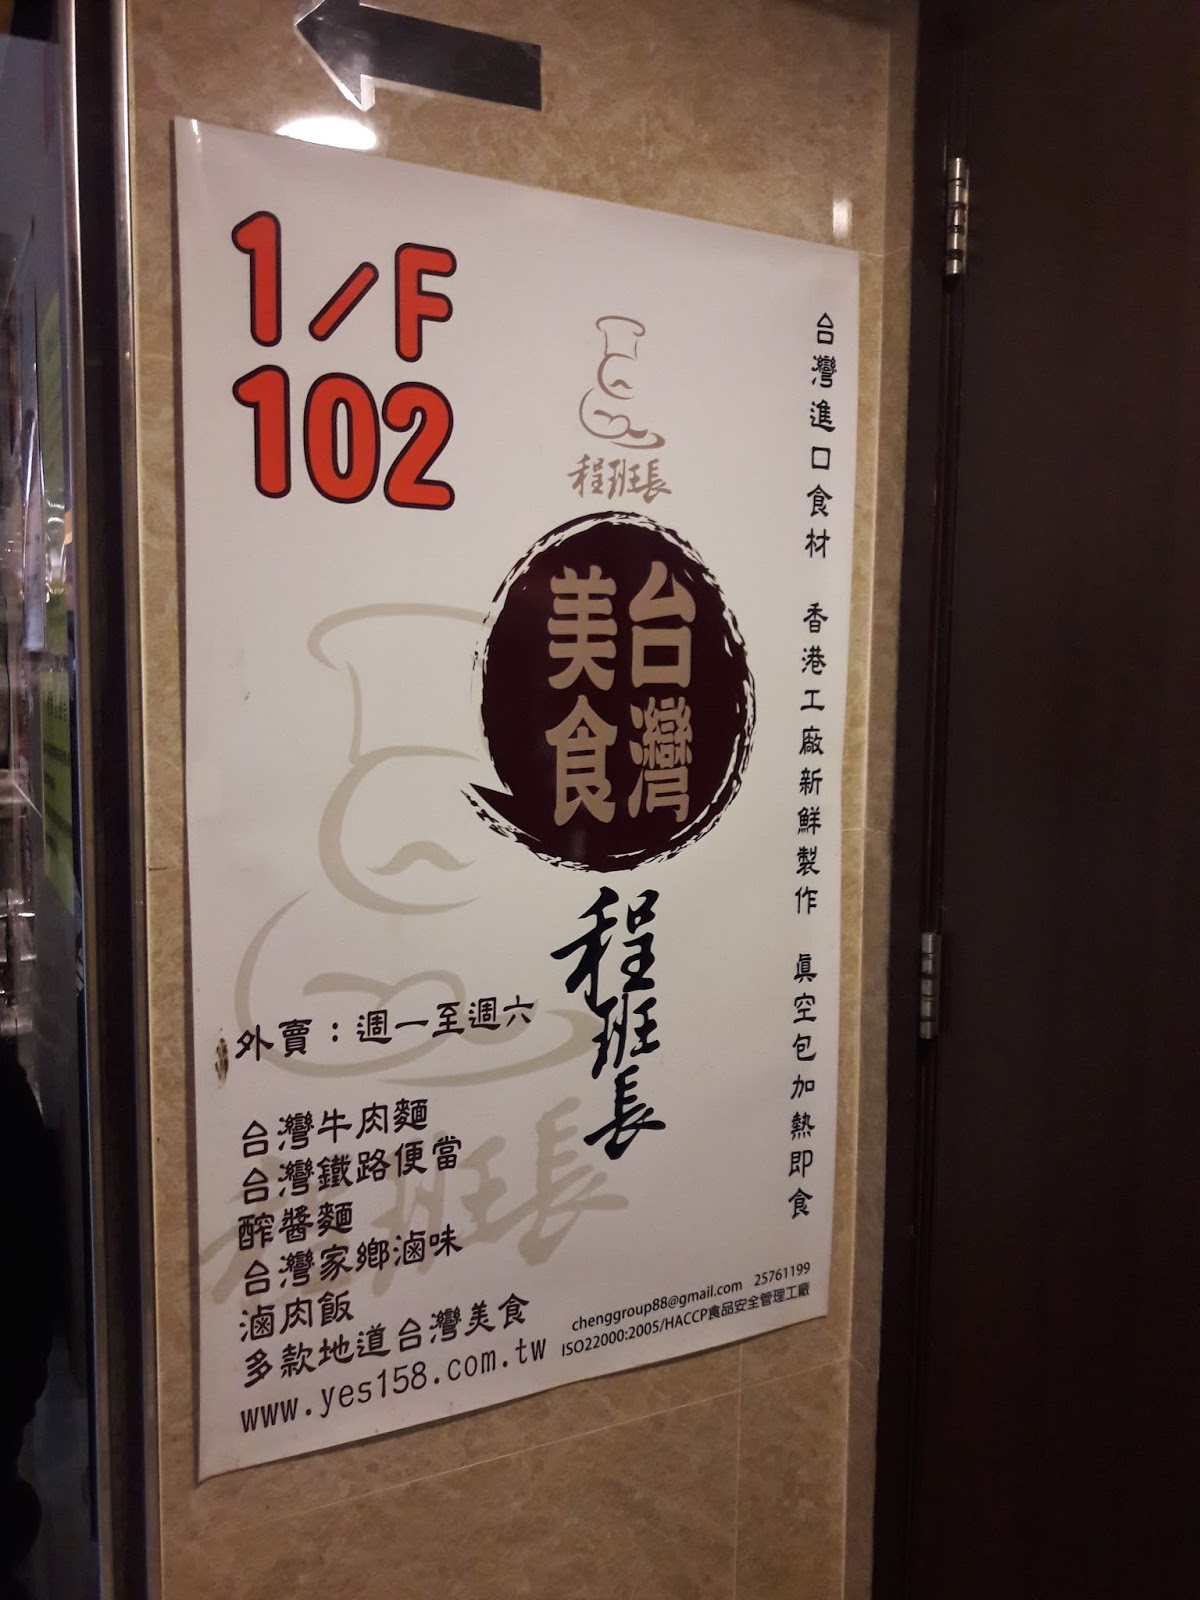 1/F
102
程班長
台灣
美食
程班長
台灣進口食材 香港工廠新鮮製作 真空包加熱即食
外賣：週一至週六
台灣牛肉麵
台灣鐵路便當
醡醬麵
台灣家鄉滷味
滷肉飯
多款地道台灣美食
www.yes158.com.tw
chenggroup88@gmail.com 25761199
ISO22000:2005/HACCP食品安全管理工廠
程班長